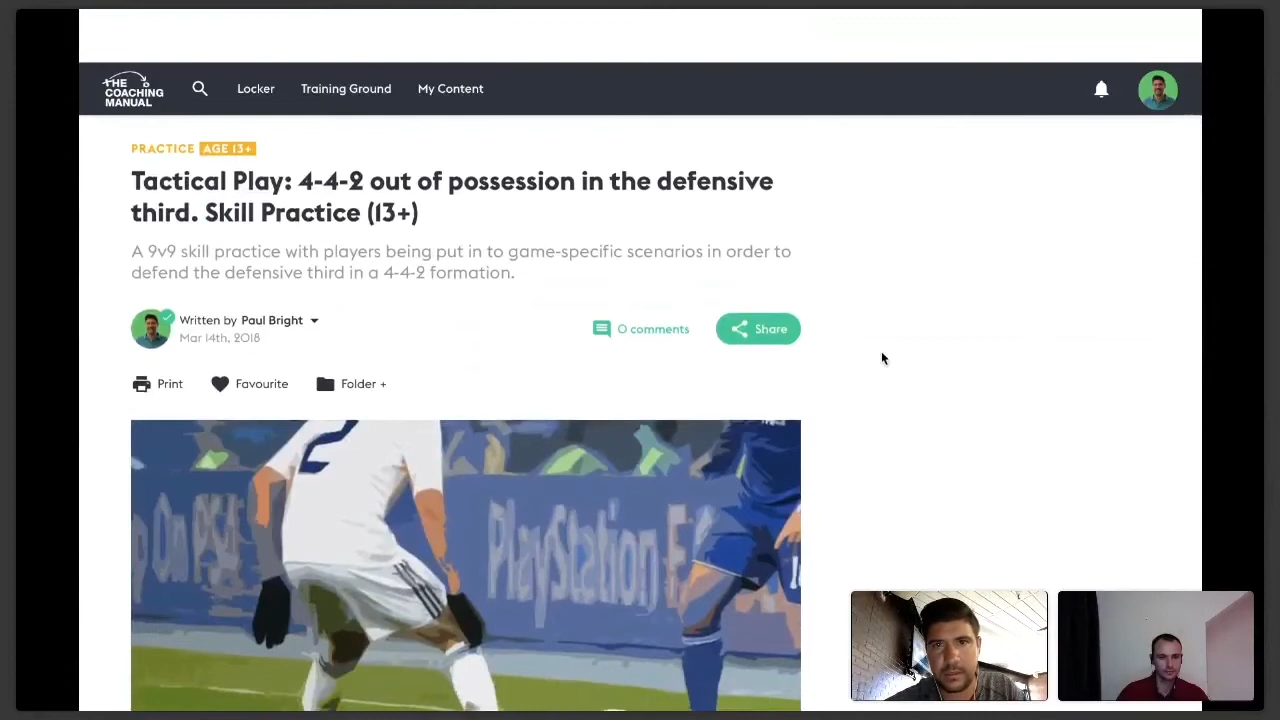 THE
COACHING
MANUAL
Locker
Training Ground
My Content
PRACTICE AGE 13+
Tactical Play: 4-4-2 out of possession in the defensive
third. Skill Practice (13+)
A 9v9 skill practice with players being put in to game-specific scenarios in order to
defend the defensive third in a 4-4-2 formation.
Written by Paul Bright
Mar 14th, 2018
0 comments
Share
Print
Favourite
Folder +
2
On PS4
PlayStation